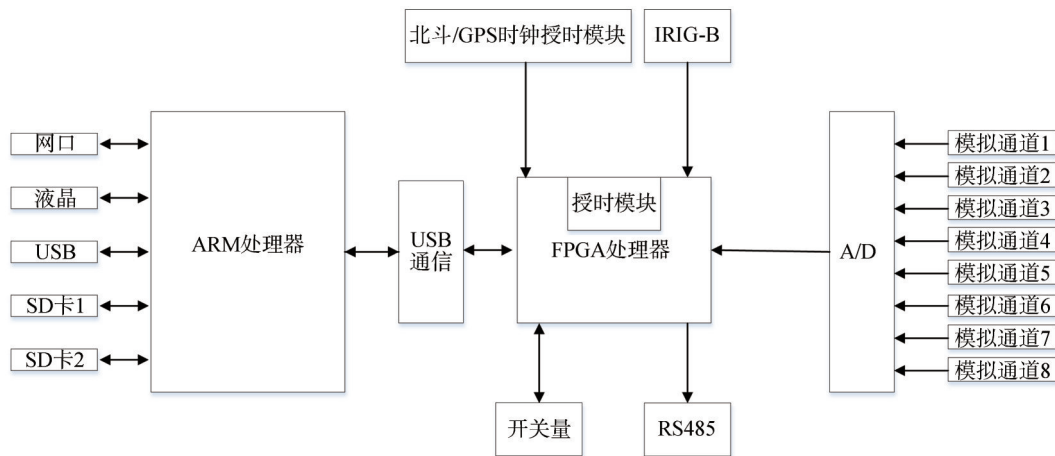 北斗/GPS时钟授时模块
IRIG-B
网口
液晶
USB
SD卡1
SD卡2
ARM处理器
USB
通信
授时模块
FPGA处理器
A/D
模拟通道1
模拟通道2
模拟通道3
模拟通道4
模拟通道5
模拟通道6
模拟通道7
模拟通道8
开关量
RS485